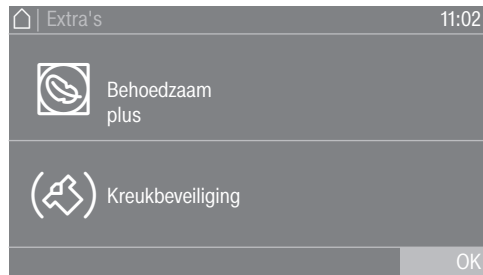 | Extra's 11:02
Behoedzaam
plus
Kreukbeveiliging
OK